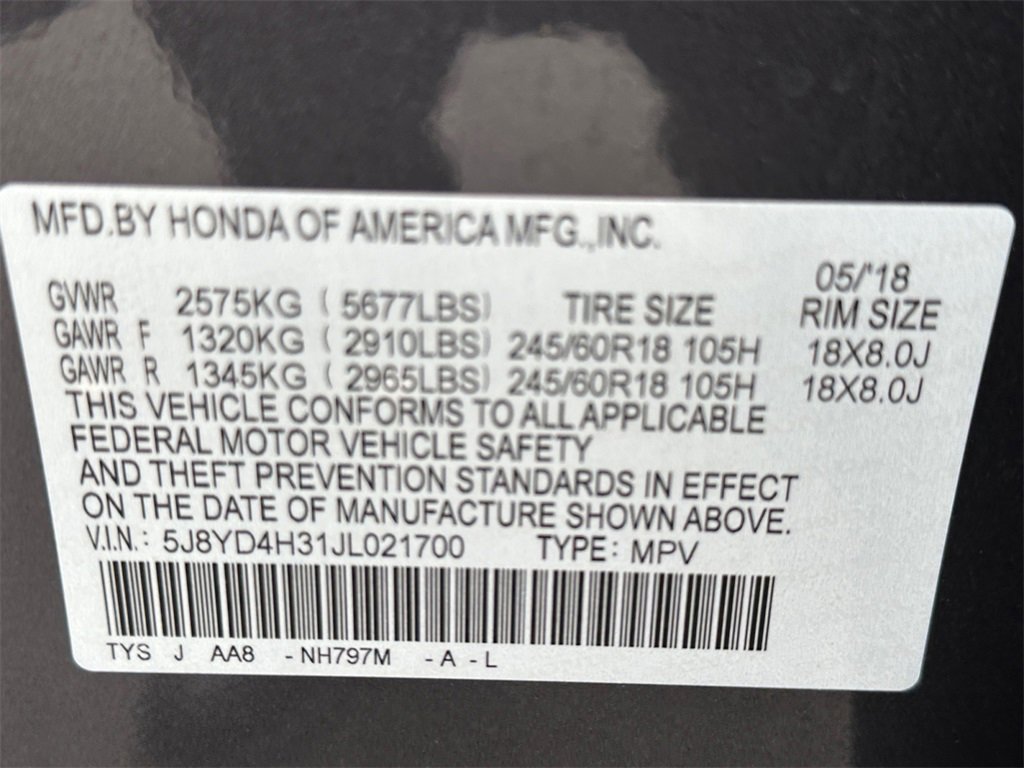 MFD.BY HONDA OF AMERICA MFG.,INC.
05/'18
GVWR 2575KG ( 5677LBS) TIRE SIZE RIM SIZE
GAWR F 1320KG ( 2910LBS) 245/60R18 105H 18X8.0J
GAWR R 1345KG ( 2965LBS) 245/60R18 105H 18X8.0J
THIS VEHICLE CONFORMS TO ALL APPLICABLE
FEDERAL MOTOR VEHICLE SAFETY
AND THEFT PREVENTION STANDARDS IN EFFECT
ON THE DATE OF MANUFACTURE SHOWN ABOVE.
V.I.N.: 5J8YD4H31JL021700 TYPE: MPV
TYS J AA8 - NH797M - A - L